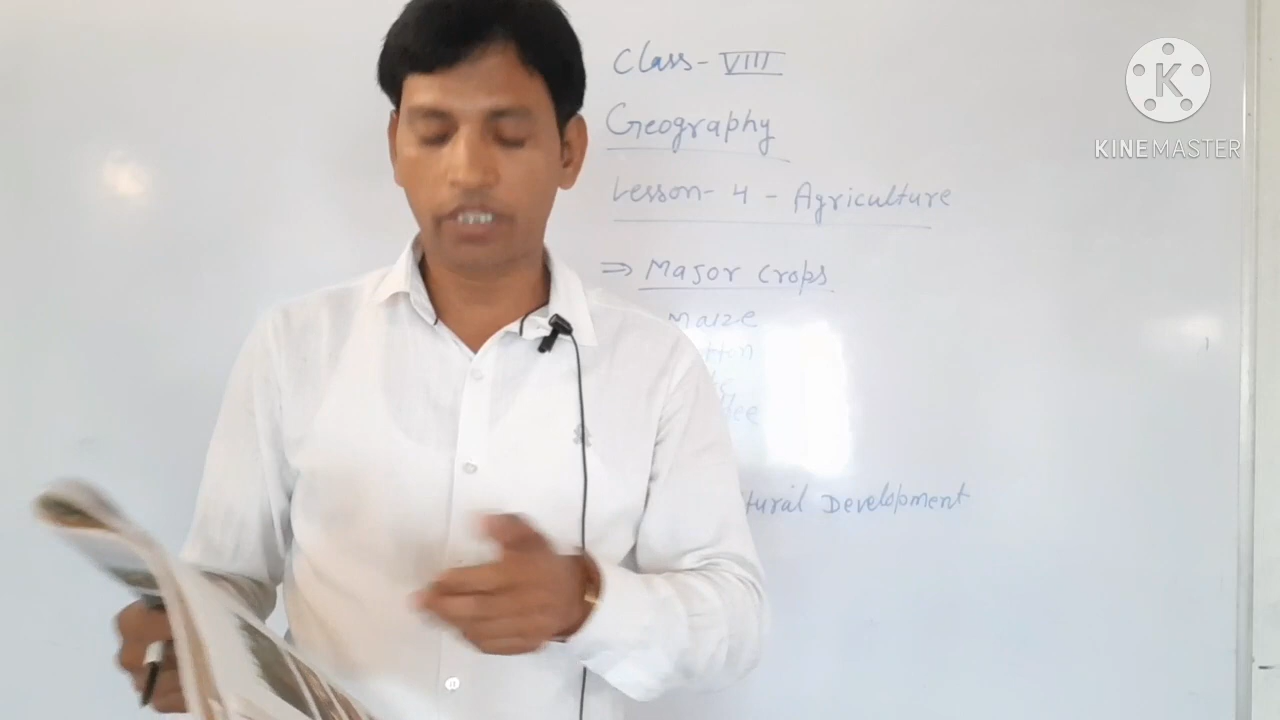 Class - VIII
Geography
Lesson - 4 - Agriculture
⇒ Major Crops
Maize
Development
K
KINEMASTER